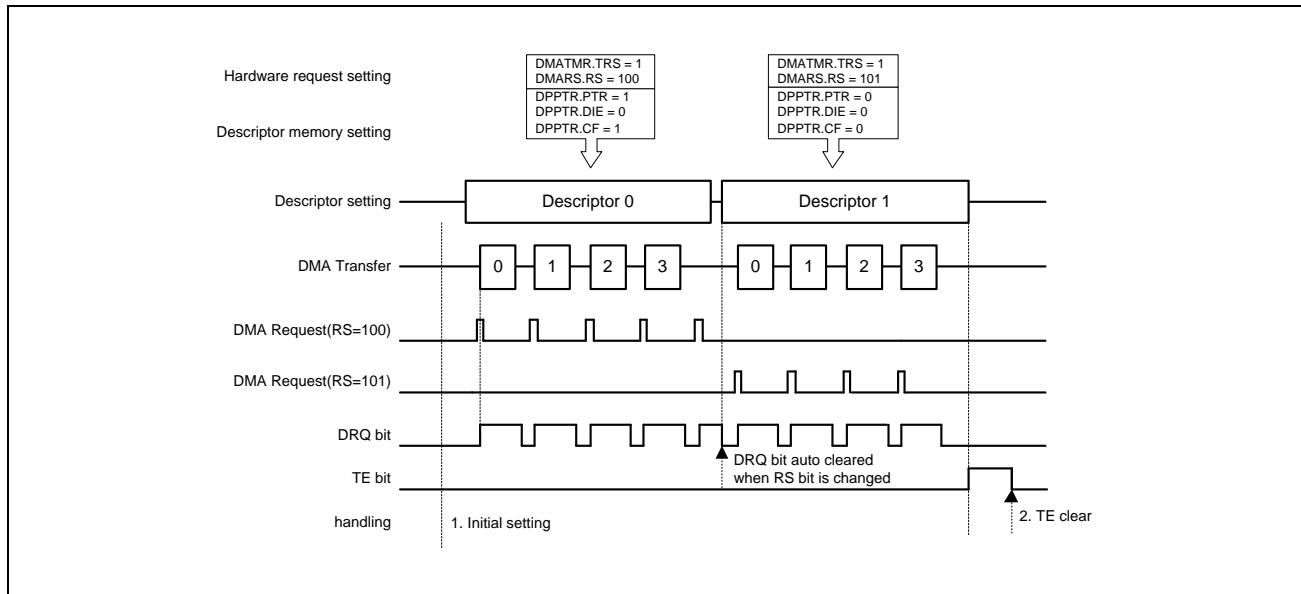 Hardware request setting
DMATMR.TRS = 1
DMARS.RS = 100
DMATMR.TRS = 1
DMARS.RS = 101
Descriptor memory setting
DPPTR.PTR = 1
DPPTR.DIE = 0
DPPTR.CF = 1
DPPTR.PTR = 0
DPPTR.DIE = 0
DPPTR.CF = 0
Descriptor setting
Descriptor 0
Descriptor 1
DMA Transfer
0 1 2 3 0 1 2 3
DMA Request(RS=100)
DMA Request(RS=101)
DRQ bit
DRQ bit auto cleared
when RS bit is changed
TE bit
handling
1. Initial setting
2. TE clear